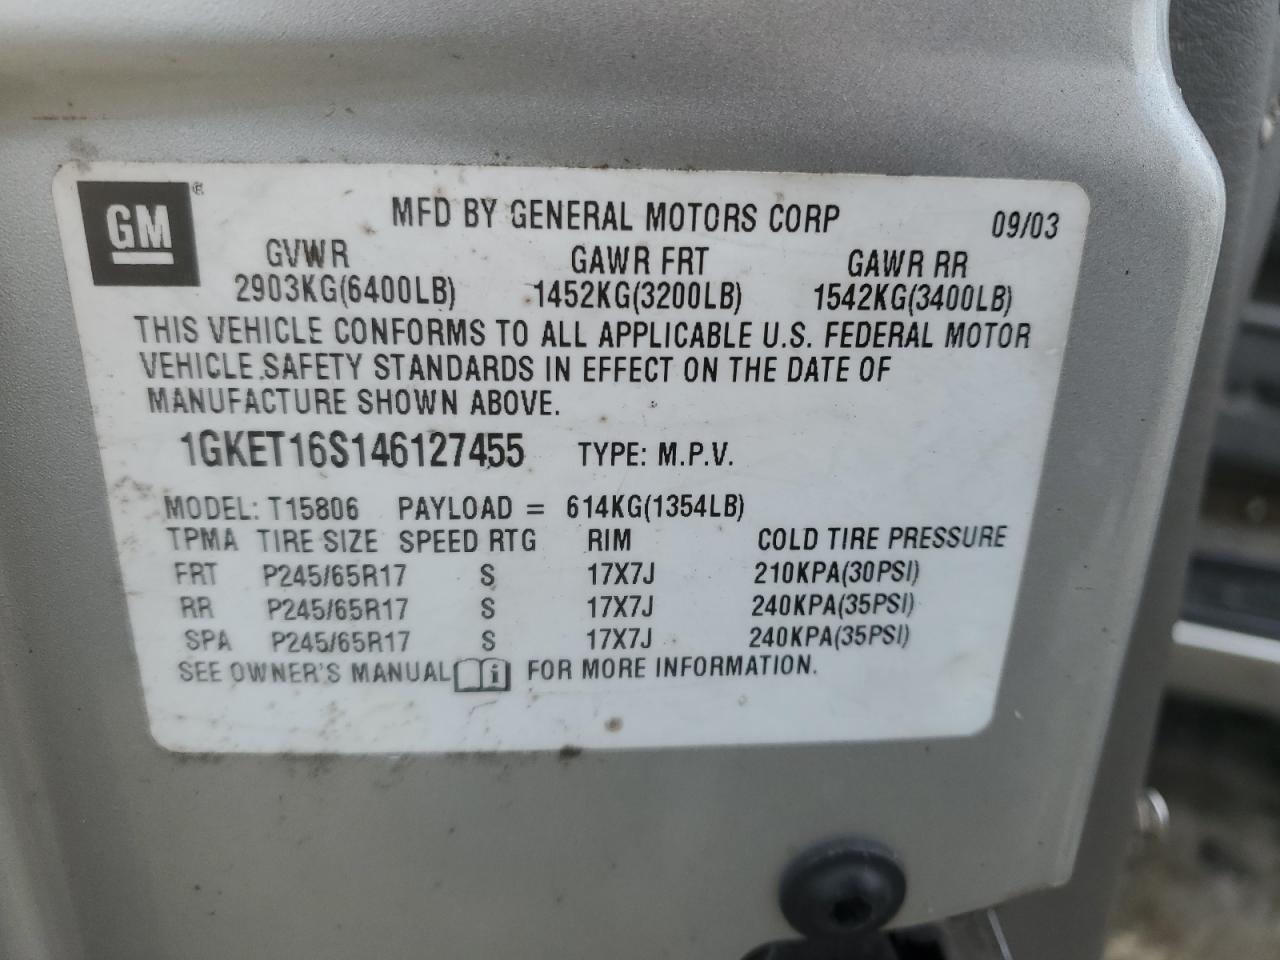 GM ®
MFD BY GENERAL MOTORS CORP 09/03
GVWR GAWR FRT GAWR RR
2903KG(6400LB) 1452KG(3200LB) 1542KG(3400LB)
THIS VEHICLE CONFORMS TO ALL APPLICABLE U.S. FEDERAL MOTOR
VEHICLE SAFETY STANDARDS IN EFFECT ON THE DATE OF
MANUFACTURE SHOWN ABOVE.
1GKET16S146127455 TYPE: M.P.V.
MODEL: T15806 PAYLOAD = 614KG(1354LB)
TPMA TIRE SIZE SPEED RTG RIM COLD TIRE PRESSURE
FRT P245/65R17 S 17X7J 210KPA(30PSI)
RR P245/65R17 S 17X7J 240KPA(35PSI)
SPA P245/65R17 S 17X7J 240KPA(35PSI)
SEE OWNER'S MANUAL i FOR MORE INFORMATION.